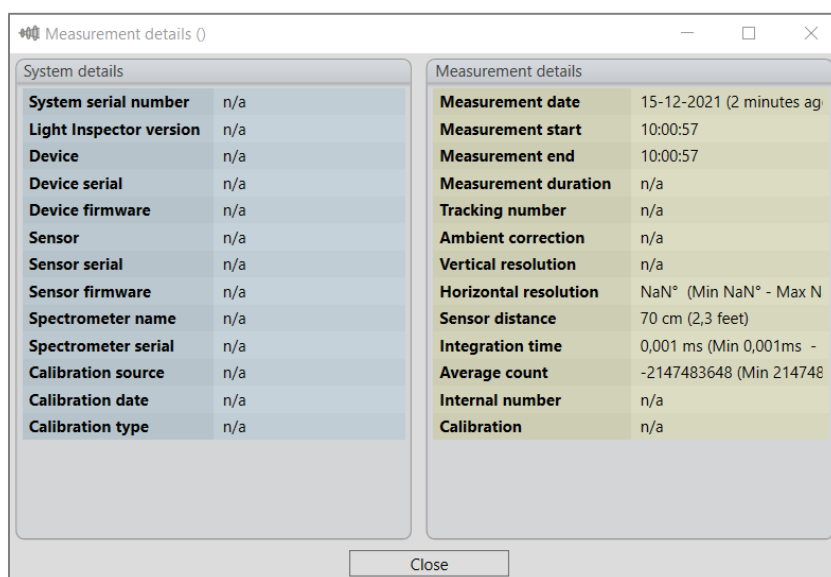 Measurement details ()
System details
System serial number n/a
Light Inspector version n/a
Device n/a
Device serial n/a
Device firmware n/a
Sensor n/a
Sensor serial n/a
Sensor firmware n/a
Spectrometer name n/a
Spectrometer serial n/a
Calibration source n/a
Calibration date n/a
Calibration type n/a
Measurement details
Measurement date 15-12-2021 (2 minutes ag
Measurement start 10:00:57
Measurement end 10:00:57
Measurement duration n/a
Tracking number n/a
Ambient correction n/a
Vertical resolution n/a
Horizontal resolution NaN° (Min NaN° - Max N
Sensor distance 70 cm (2,3 feet)
Integration time 0,001 ms (Min 0,001ms -
Average count -2147483648 (Min 214748
Internal number n/a
Calibration n/a
Close